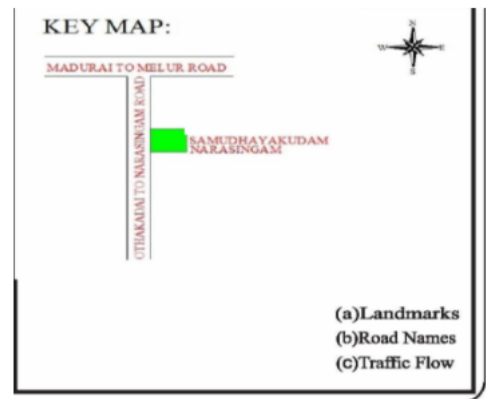 KEY MAP:
N
W E
S
MADURAI TO MELUR ROAD
OTHAKADAI TO NARASINGAM ROAD
SAMUDHAYAKUDAM
NARASINGAM
(a)Landmarks
(b)Road Names
(c)Traffic Flow